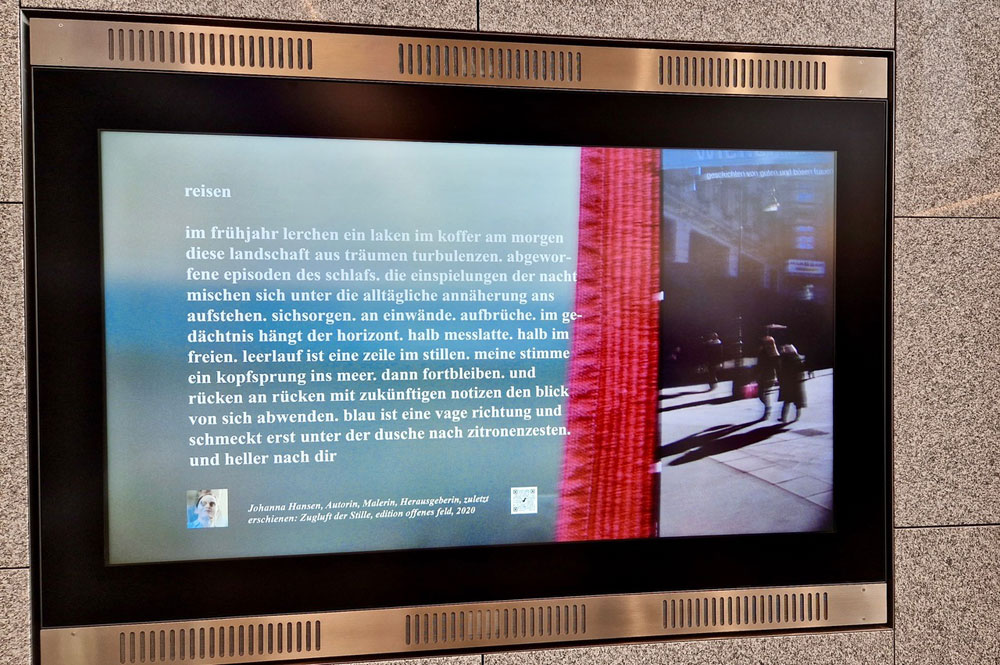 reisen
im frühjahr lerchen ein laken im koffer am morgen
diese landschaft aus träumen turbulenzen. abgewor-
fene episoden des schlafs. die einspielungen der nacht
mischen sich unter die alltägliche annäherung ans
aufstehen. sichsorgen. an einwände. aufbrüche. im ge-
dächtnis hängt der horizont. halb messlatte. halb im
freien. leerlauf ist eine zeile im stillen. meine stimme
ein kopfsprung ins meer. dann fortbleiben. und
rücken an rücken mit zukünftigen notizen den blick
von sich abwenden. blau ist eine vage richtung und
schmeckt erst unter der dusche nach zitronenzesten.
und heller nach dir
Johanna Hansen, Autorin, Malerin, Herausgeberin, zuletzt
erschienen: Zugluft der Stille, edition offenes feld, 2020
geschichten von guten und bösen